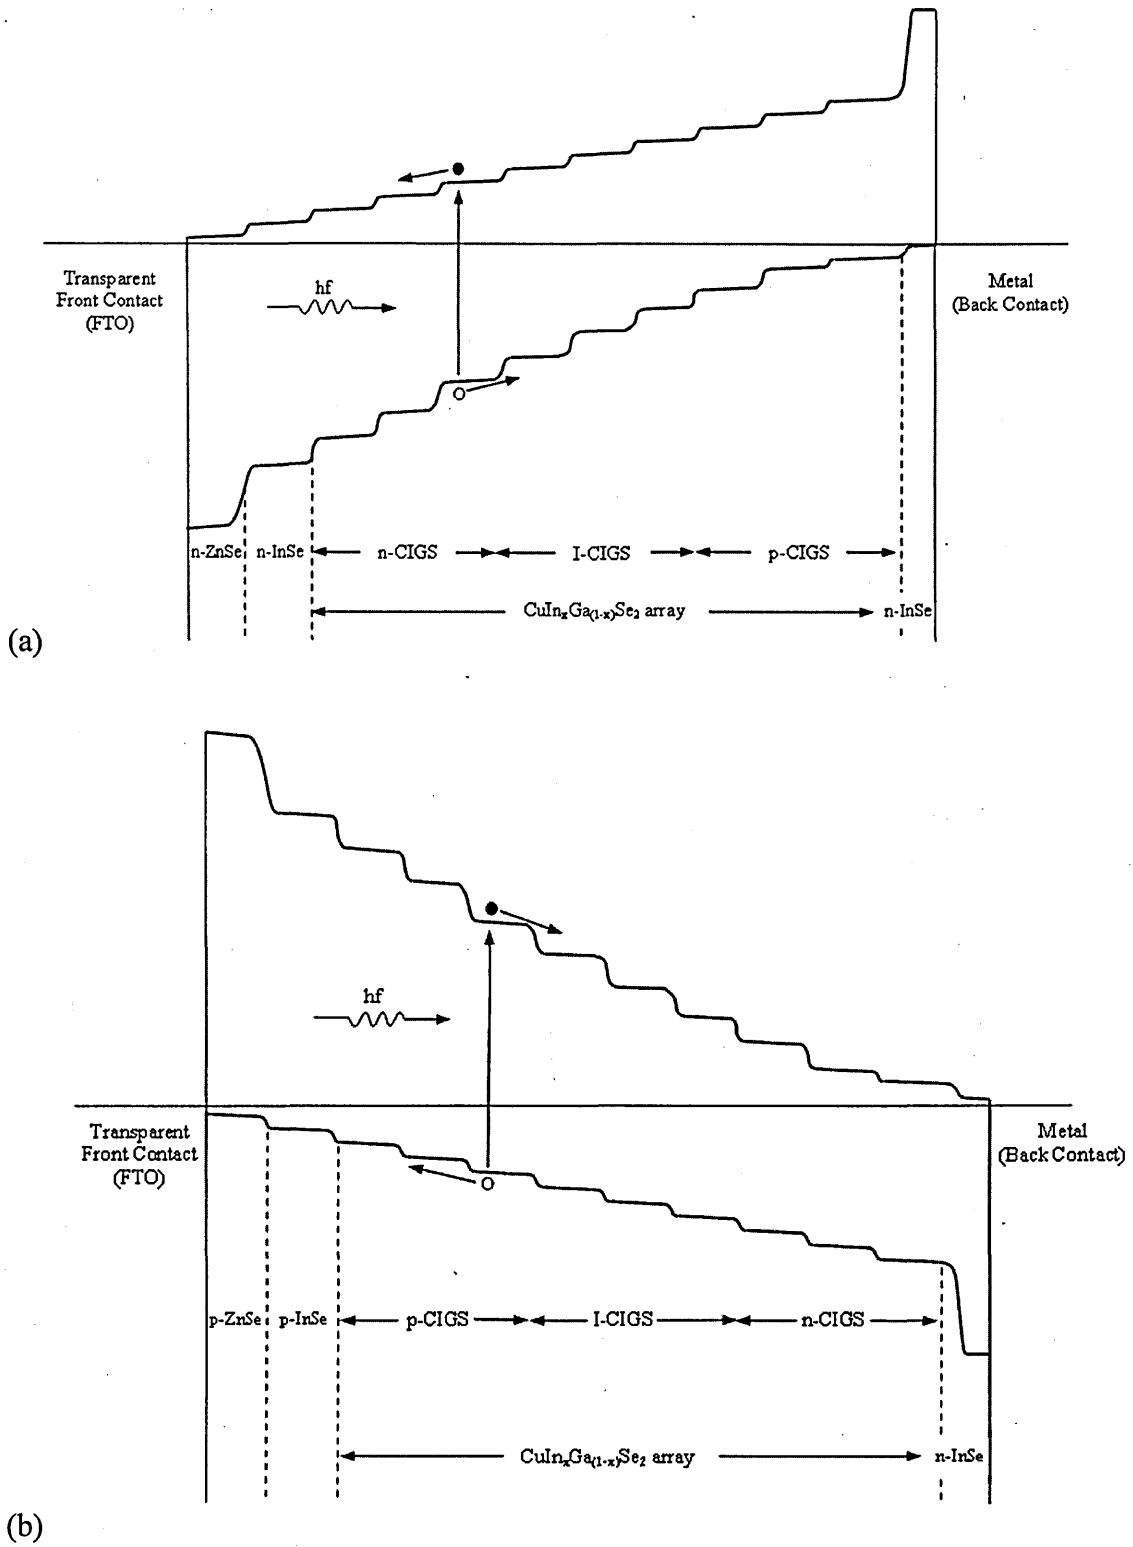 hf
Transparent
Front Contact
(FTO)
Metal
(Back Contact)
n-ZnSe n-InSe n-CIGS I-CIGS p-CIGS
CuInₓGa₍₁₋ₓ₎Se₂ array n-InSe
(a)
hf
Transparent
Front Contact
(FTO)
Metal
(Back Contact)
p-ZnSe p-InSe p-CIGS I-CIGS n-CIGS
CuInₓGa₍₁₋ₓ₎Se₂ array n-InSe
(b)